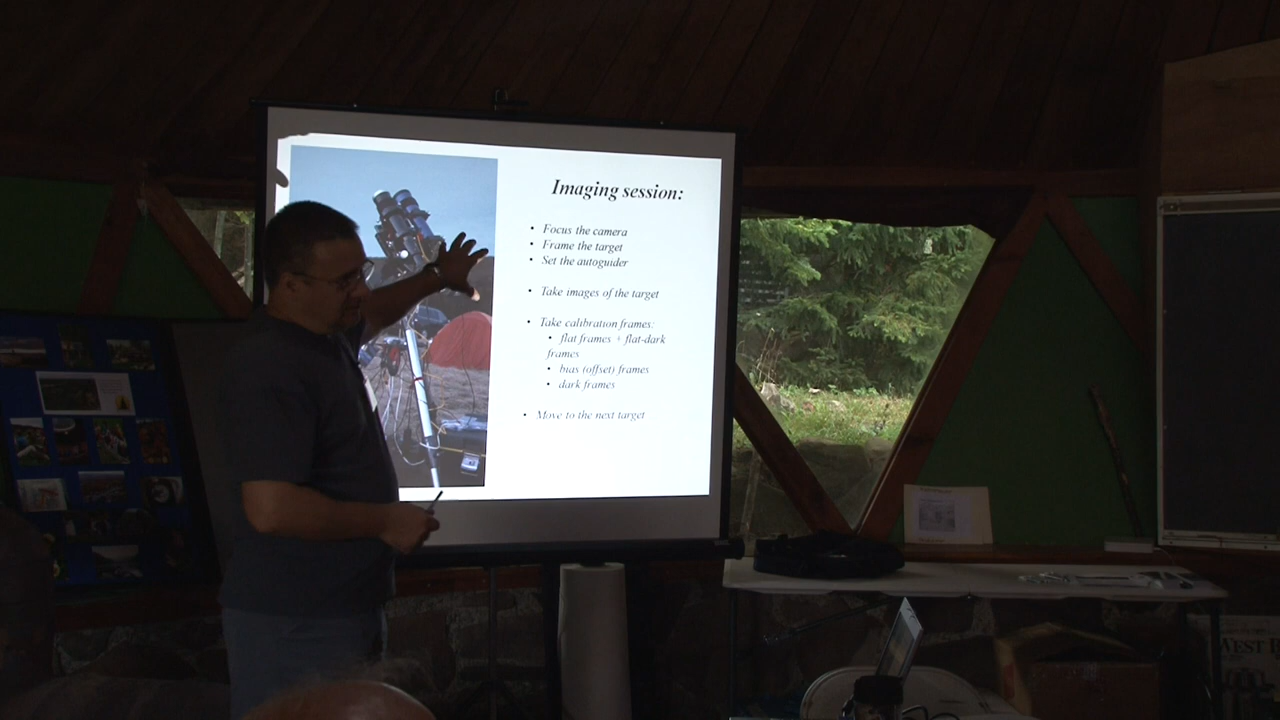 Imaging session:
• Focus the camera
• Frame the target
• Set the autoguider
• Take images of the target
• Take calibration frames:
• flat frames + flat-dark
frames
• bias (offset) frames
• dark frames
• Move to the next target
WEST